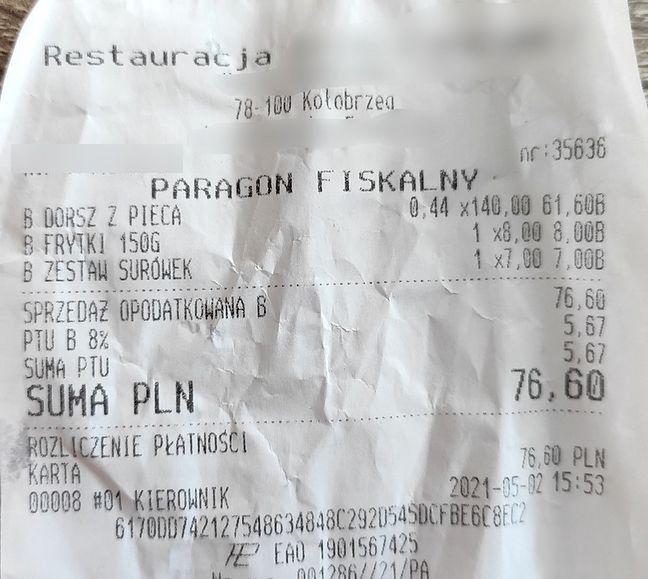 Restauracja
78-100 Kołobrzeg
nr:35636
PARAGON FISKALNY
B DORSZ Z PIECA 0,44 x140,00 61,60B
B FRYTKI 150G 1 x8,00 8,00B
B ZESTAW SURÓWEK 1 x7,00 7,00B
SPRZEDAŻ OPODATKOWANA B 76,60
PTU B 8% 5,67
SUMA PTU 5,67
SUMA PLN 76,60
ROZLICZENIE PŁATNOŚCI
KARTA 76,60 PLN
00008 #01 KIEROWNIK 2021-05-02 15:53
EAO 1901567425
001286//21/PA